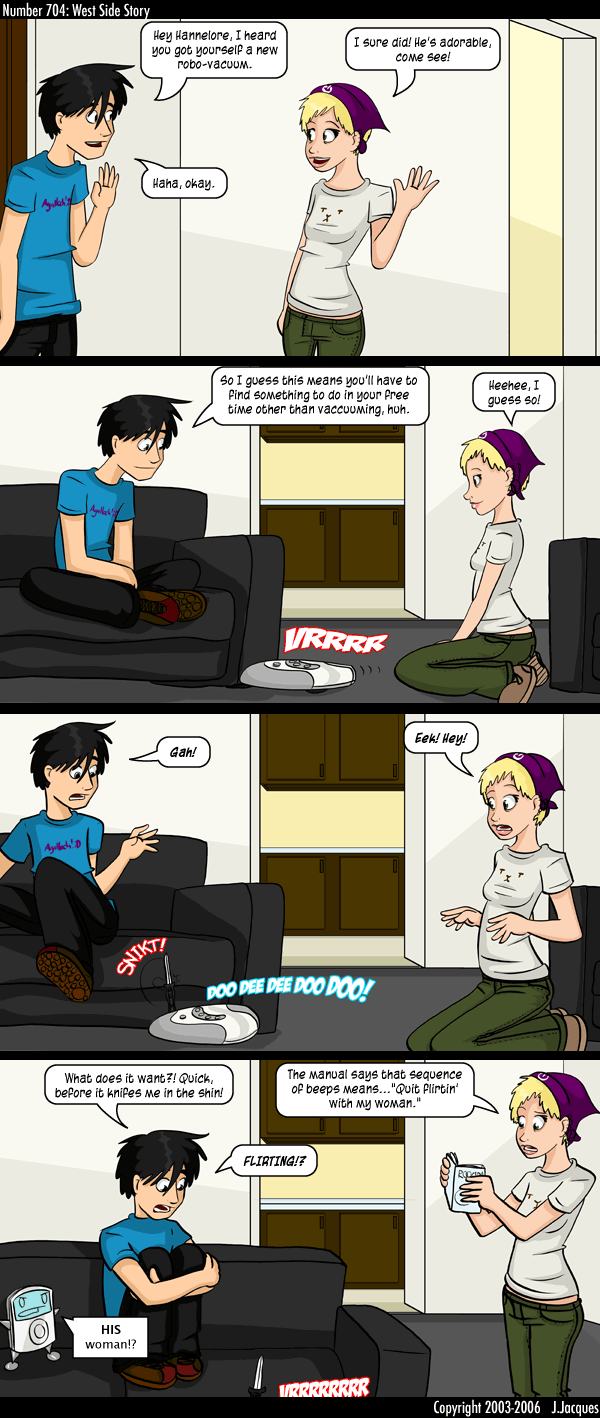 Number 704: West Side Story
Hey Hannelore, I heard
you got yourself a new
robo-vacuum.
I sure did! He's adorable,
come see!
Haha, okay.
So I guess this means you'll have to
find something to do in your free
time other than vaccuuming, huh.
Heehee, I
guess so!
VRRRR
Gah!
Eek! Hey!
SNIKT!
DOO DEE DEE DOO DOO!
What does it want?! Quick,
before it knifes me in the shin!
The manual says that sequence
of beeps means..."Quit flirtin'
with my woman."
FLIRTING!?
HIS
woman!?
VRRRRRRRR
Copyright 2003-2006 J.Jacques